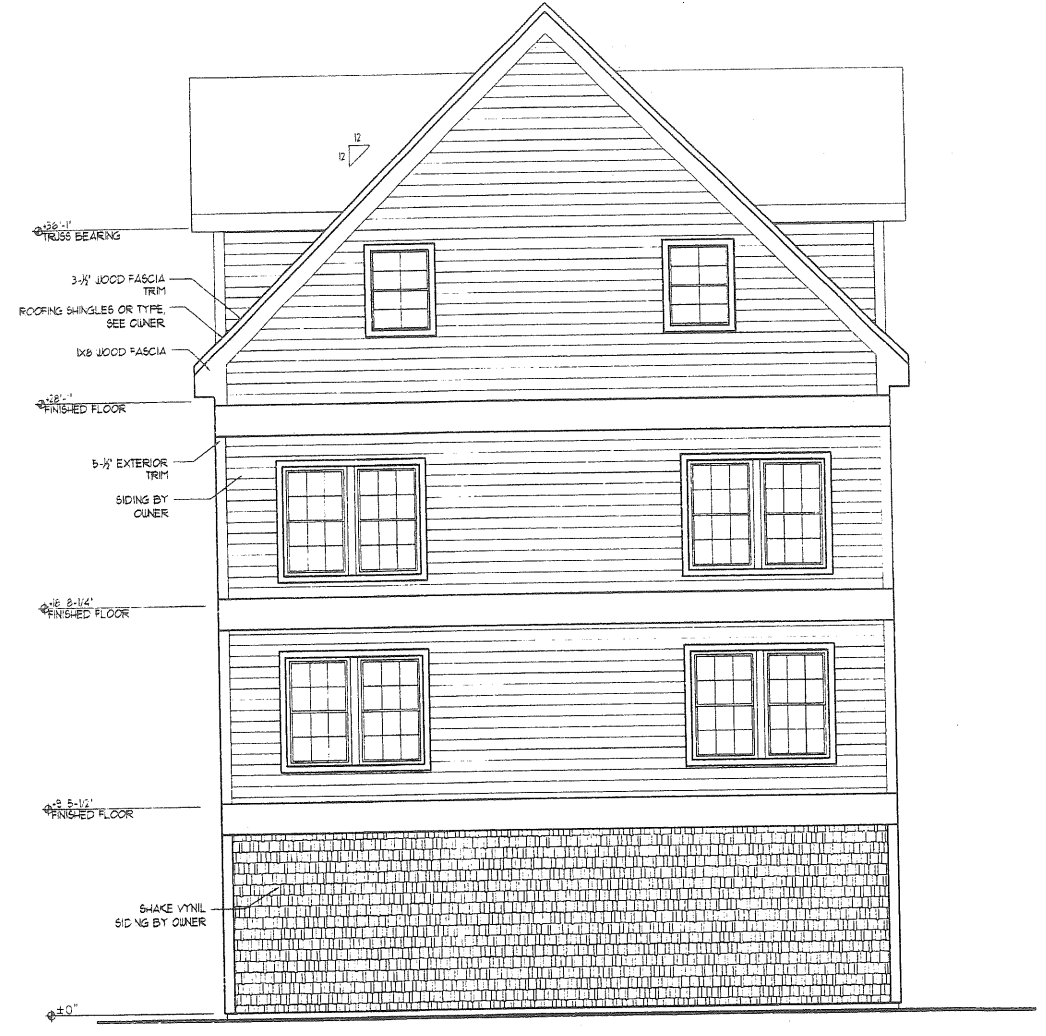 12
12
+36'-1"
TRUSS BEARING
3-½" WOOD FASCIA
TRIM
ROOFING SHINGLES OR TYPE,
SEE OWNER
1X8 WOOD FASCIA
+28'-1"
FINISHED FLOOR
5-½" EXTERIOR
TRIM
SIDING BY
OWNER
+18 8-1/4"
FINISHED FLOOR
+9 5-1/2"
FINISHED FLOOR
SHAKE VYNIL
SIDING BY OWNER
±0"